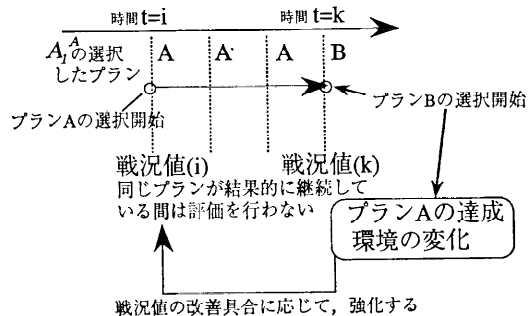 時間 t=i
時間 t=k
A₁ᴬの選択
したプラン
A
A
A
B
プランAの選択開始
プランBの選択開始
戦況値(i)
戦況値(k)
同じプランが結果的に継続して
いる間は評価を行わない
プランAの達成
環境の変化
戦況値の改善具合に応じて，強化する